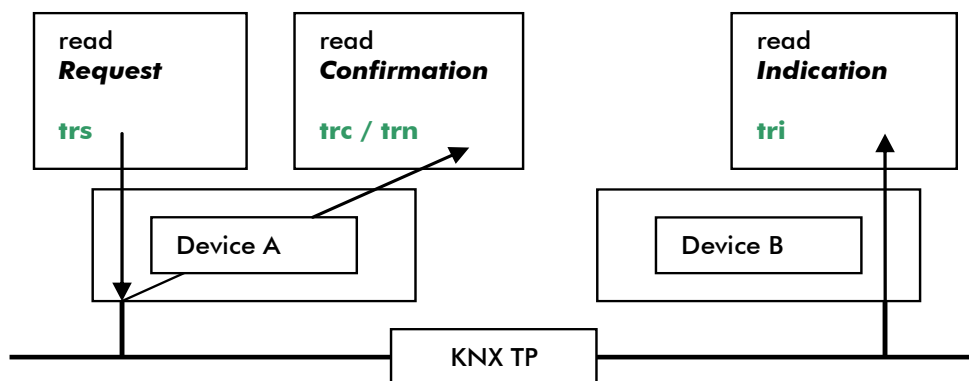 read
Request
trs
read
Confirmation
trc / trn
read
Indication
tri
Device A
Device B
KNX TP